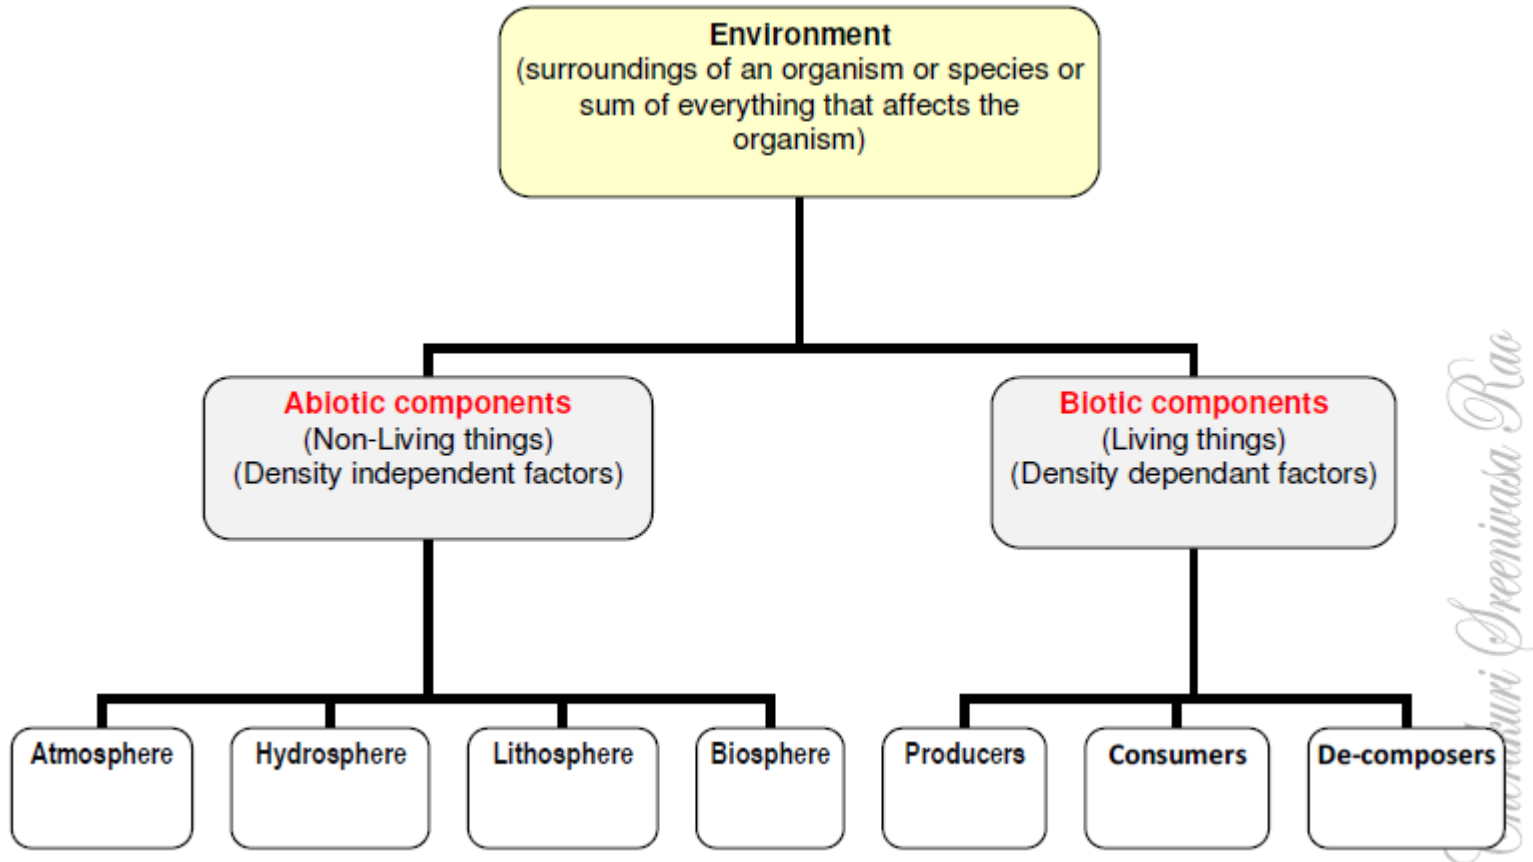 Environment
(surroundings of an organism or species or
sum of everything that affects the
organism)
Abiotic components
(Non-Living things)
(Density independent factors)
Biotic components
(Living things)
(Density dependant factors)
Atmosphere
Hydrosphere
Lithosphere
Biosphere
Producers
Consumers
De-composers
Sreenivasa Rao